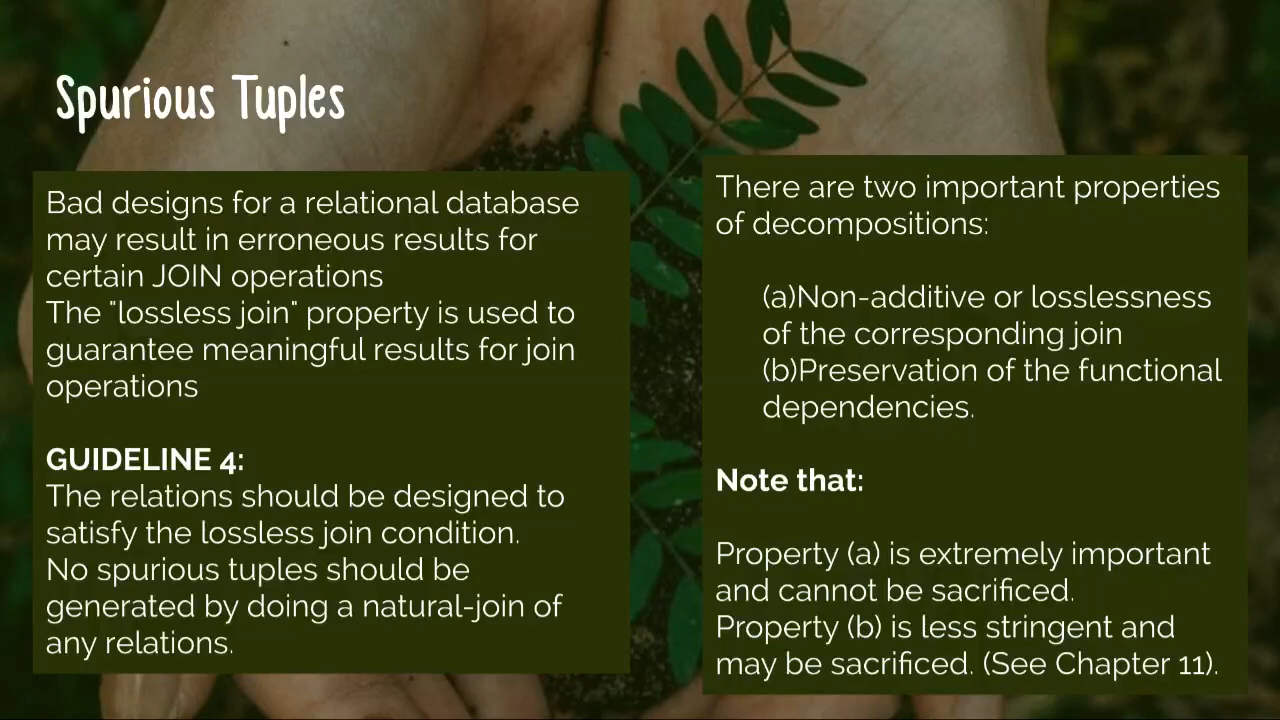 Spurious Tuples
Bad designs for a relational database
may result in erroneous results for
certain JOIN operations
The "lossless join" property is used to
guarantee meaningful results for join
operations
GUIDELINE 4:
The relations should be designed to
satisfy the lossless join condition.
No spurious tuples should be
generated by doing a natural-join of
any relations.
There are two important properties
of decompositions:
(a)Non-additive or losslessness
of the corresponding join
(b)Preservation of the functional
dependencies.
Note that:
Property (a) is extremely important
and cannot be sacrificed.
Property (b) is less stringent and
may be sacrificed. (See Chapter 11).